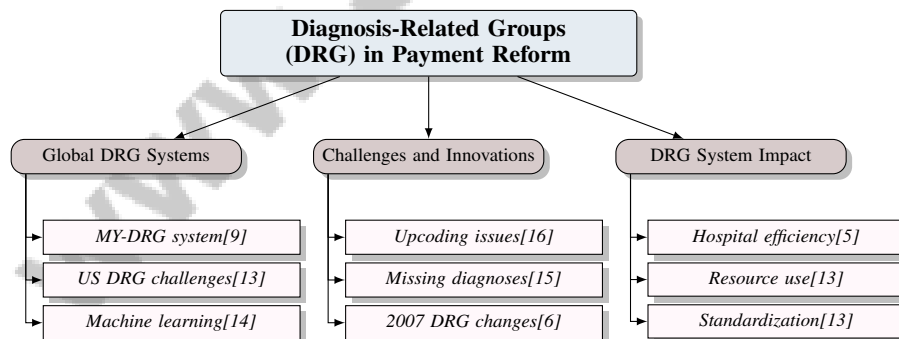 Diagnosis-Related Groups
(DRG) in Payment Reform
Global DRG Systems
Challenges and Innovations
DRG System Impact
MY-DRG system[9]
US DRG challenges[13]
Machine learning[14]
Upcoding issues[16]
Missing diagnoses[15]
2007 DRG changes[6]
Hospital efficiency[5]
Resource use[13]
Standardization[13]